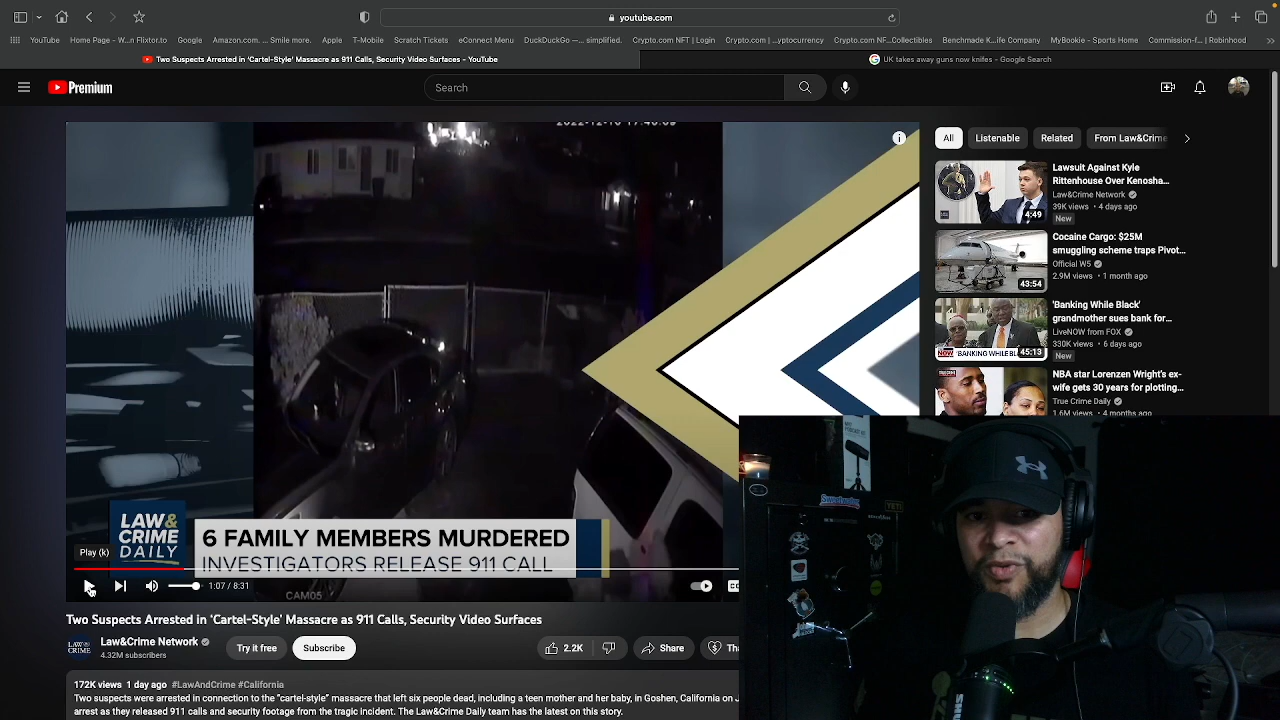 youtube.com
YouTube
Home Page - W...n Flixtor.to
Google
Amazon.com. ... Smile more.
Apple
T-Mobile
Scratch Tickets
eConnect Menu
DuckDuckGo —... simplified.
Crypto.com NFT | Login
Crypto.com | ...yptocurrency
Crypto.com NF...Collectibles
Benchmade K...ife Company
MyBookie - Sports Home
Commission-f... | Robinhood
Two Suspects Arrested in 'Cartel-Style' Massacre as 911 Calls, Security Video Surfaces - YouTube
UK takes away guns now knifes - Google Search
Premium
Search
All
Listenable
Related
From Law&Crime
Lawsuit Against Kyle
Rittenhouse Over Kenosha...
Law&Crime Network
39K views • 4 days ago
New
4:49
Cocaine Cargo: $25M
smuggling scheme traps Pivot...
Official W5
2.9M views • 1 month ago
43:54
'Banking While Black'
grandmother sues bank for...
LiveNOW from FOX
330K views • 6 days ago
New
NOW
45:13
NBA star Lorenzen Wright's ex-
wife gets 30 years for plotting...
True Crime Daily
1.6M views • 4 months ago
LAW&
CRIME
DAILY
6 FAMILY MEMBERS MURDERED
INVESTIGATORS RELEASE 911 CALL
Play (k)
1:07 / 8:31
CAM05
Sweetwater
YETI
Two Suspects Arrested in 'Cartel-Style' Massacre as 911 Calls, Security Video Surfaces
Law&Crime Network
4.32M subscribers
Try it free
Subscribe
2.2K
Share
172K views 1 day ago #LawAndCrime #California
Two suspects were arrested in connection to the "cartel-style" massacre that left six people dead, including a teen mother and her baby, in Goshen, California on J
arrest as they released 911 calls and security footage from the tragic incident. The Law&Crime Daily team has the latest on this story.